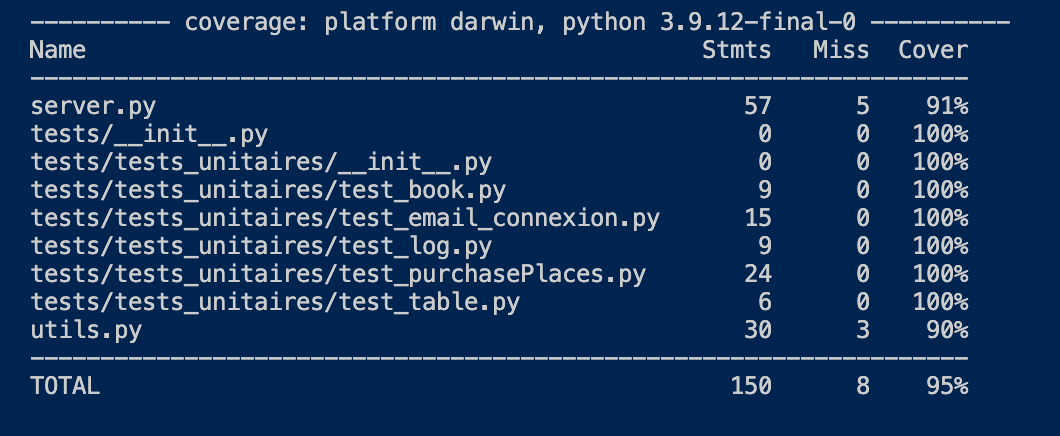 ---------- coverage: platform darwin, python 3.9.12-final-0 ----------
Name                                             Stmts   Miss  Cover
-------------------------------------------------------------------
server.py                                           57      5    91%
tests/__init__.py                                    0      0   100%
tests/tests_unitaires/__init__.py                    0      0   100%
tests/tests_unitaires/test_book.py                   9      0   100%
tests/tests_unitaires/test_email_connexion.py       15      0   100%
tests/tests_unitaires/test_log.py                    9      0   100%
tests/tests_unitaires/test_purchasePlaces.py        24      0   100%
tests/tests_unitaires/test_table.py                  6      0   100%
utils.py                                            30      3    90%
-------------------------------------------------------------------
TOTAL                                              150      8    95%